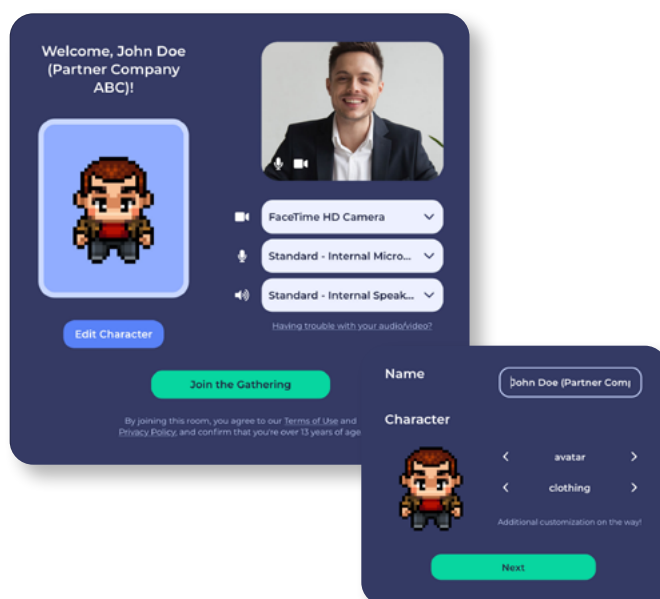 Welcome, John Doe
(Partner Company
ABC)!
FaceTime HD Camera
Standard - Internal Micro...
Standard - Internal Speak...
Having trouble with your audio/video?
Edit Character
Join the Gathering
By joining this room, you agree to our Terms of Use and
Privacy Policy, and confirm that you're over 13 years of age
Name
John Doe (Partner Comp
Character
avatar
clothing
Additional customization on the way!
Next